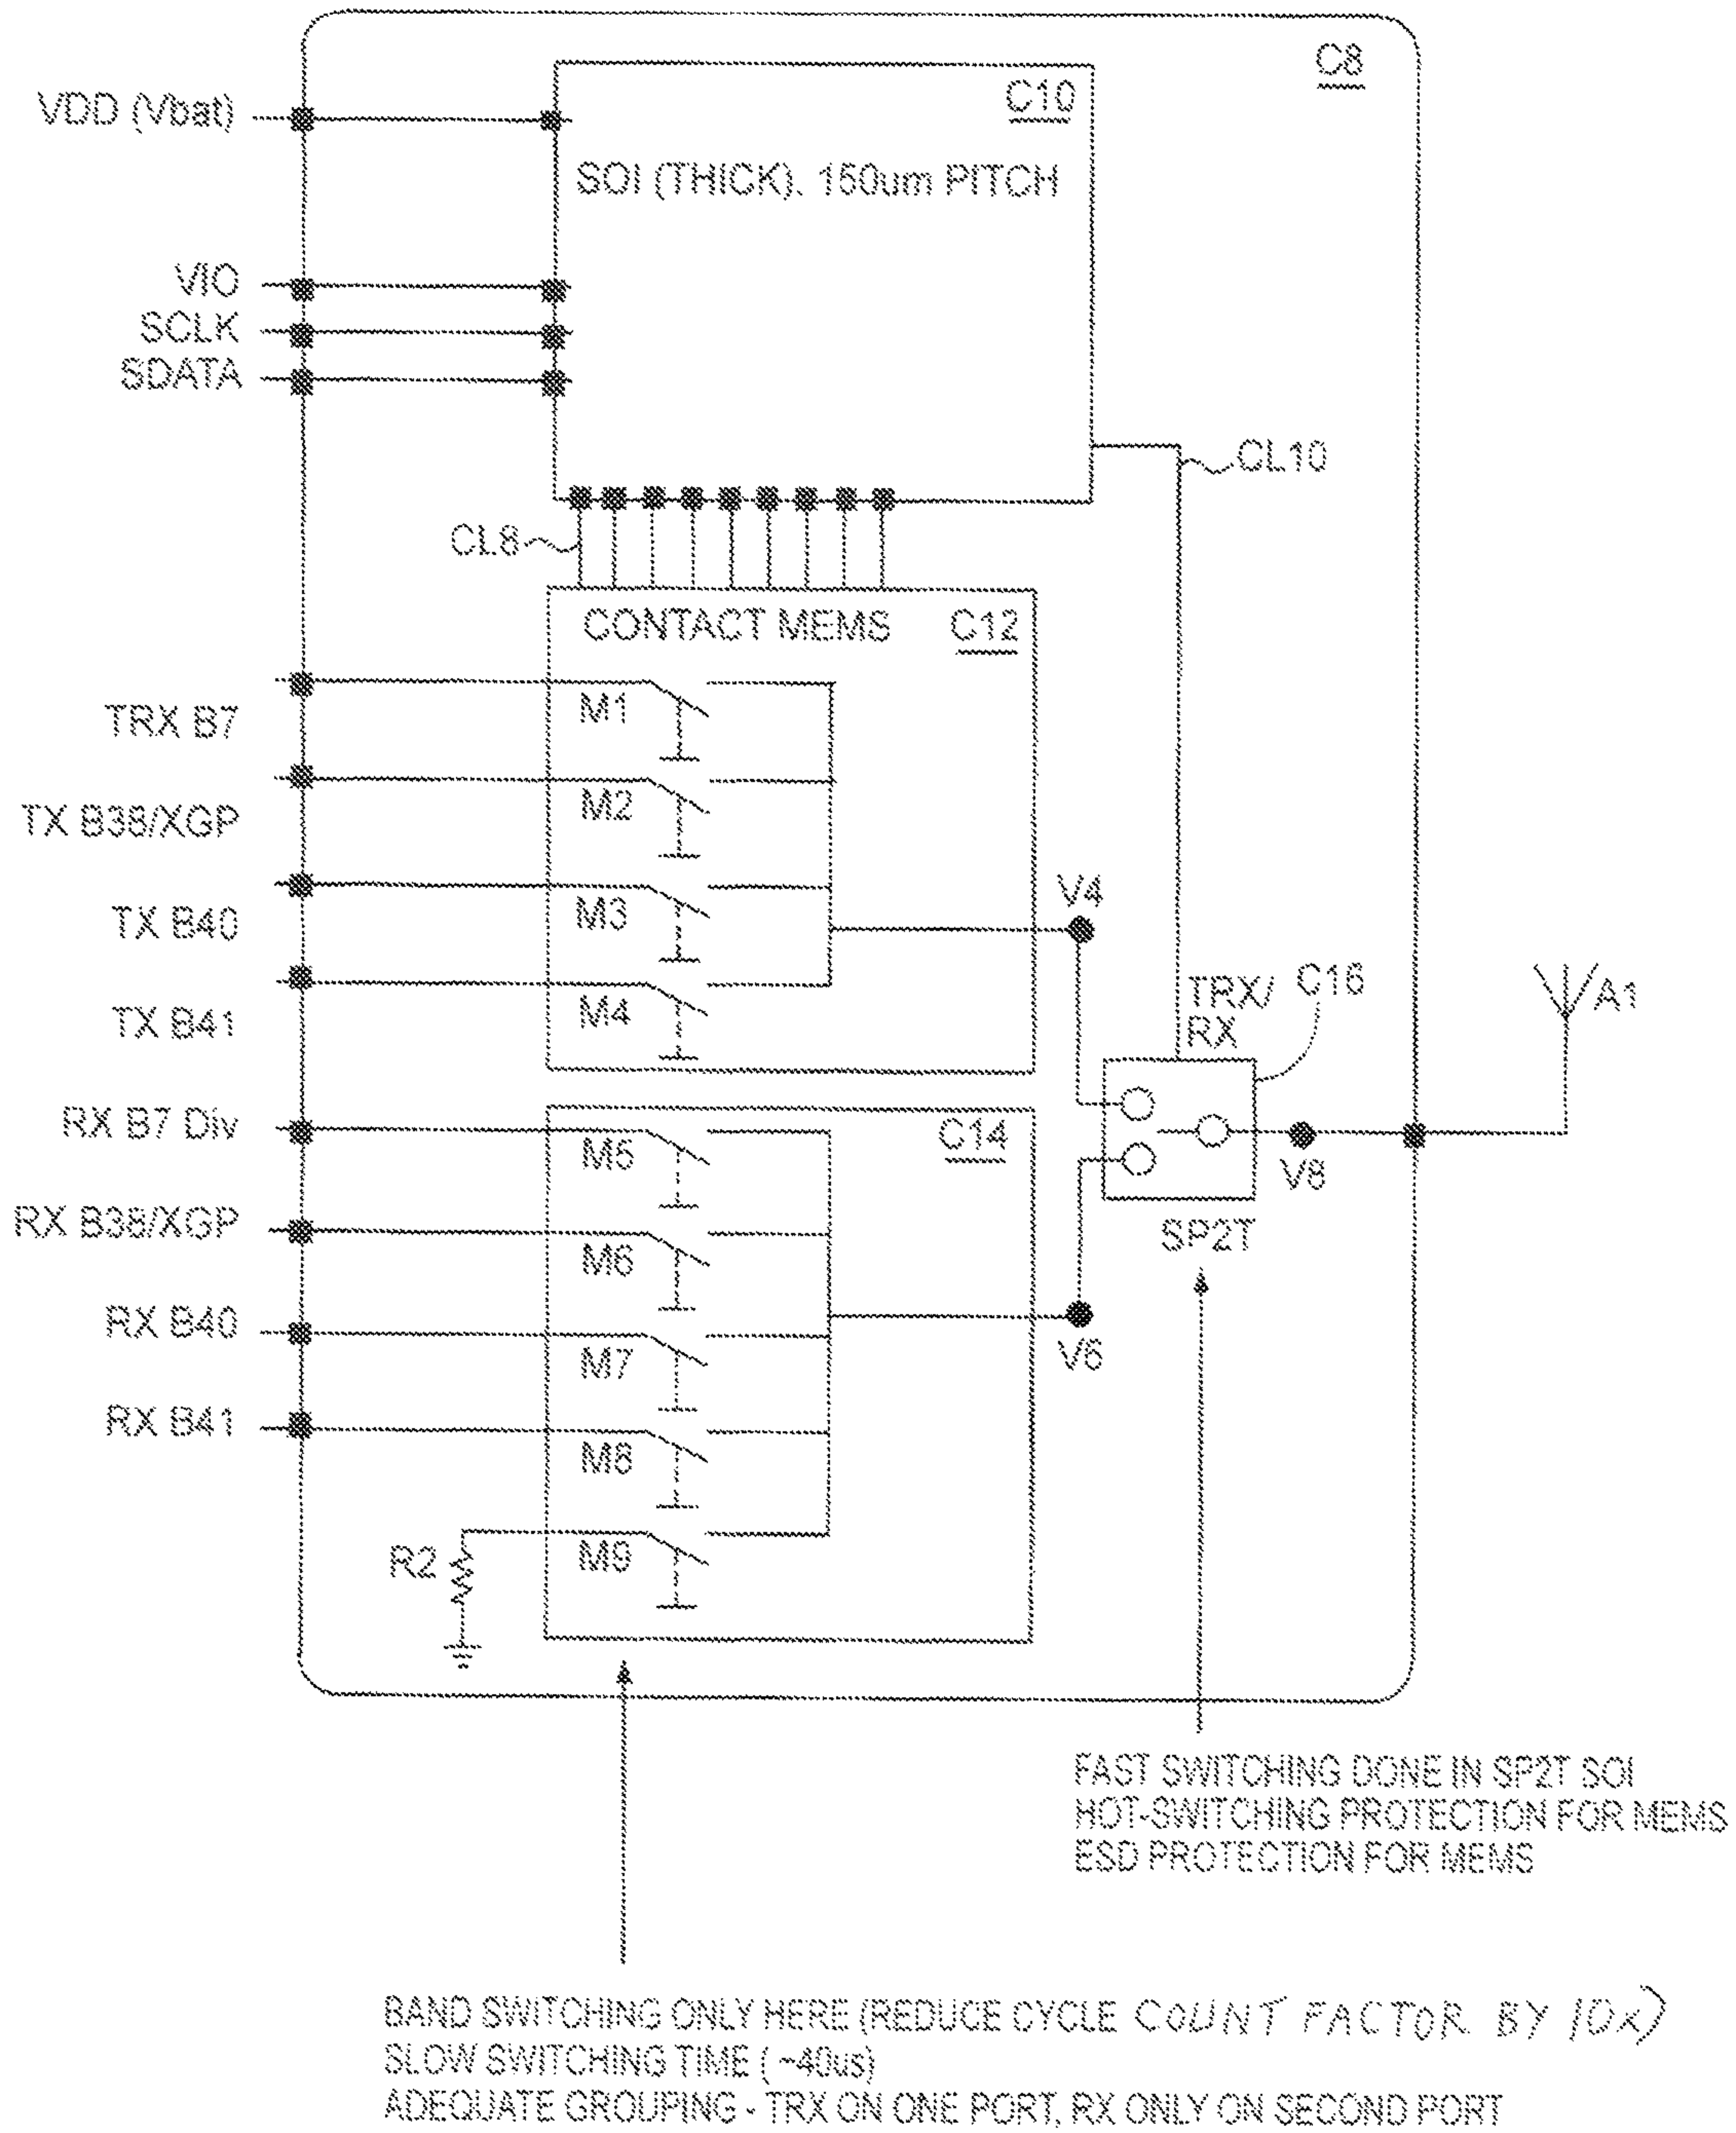 C8
C10
VDD (Vbat)
SOI (THICK). 150um PITCH
VIO
SCLK
SDATA
CL10
CL8
CONTACT MEMS
C12
M1
TRX B7
M2
TX B38/XGP
V4
M3
TX B40
TRX/
RX
C16
A1
M4
TX B41
RX B7 Div
C14
M5
V8
RX B38/XGP
SP2T
M6
RX B40
V6
M7
RX B41
M8
R2
M9
FAST SWITCHING DONE IN SP2T SOI
HOT-SWITCHING PROTECTION FOR MEMS
ESD PROTECTION FOR MEMS
BAND SWITCHING ONLY HERE (REDUCE CYCLE COUNT FACTOR BY 10x)
SLOW SWITCHING TIME ( ~40us)
ADEQUATE GROUPING - TRX ON ONE PORT, RX ONLY ON SECOND PORT